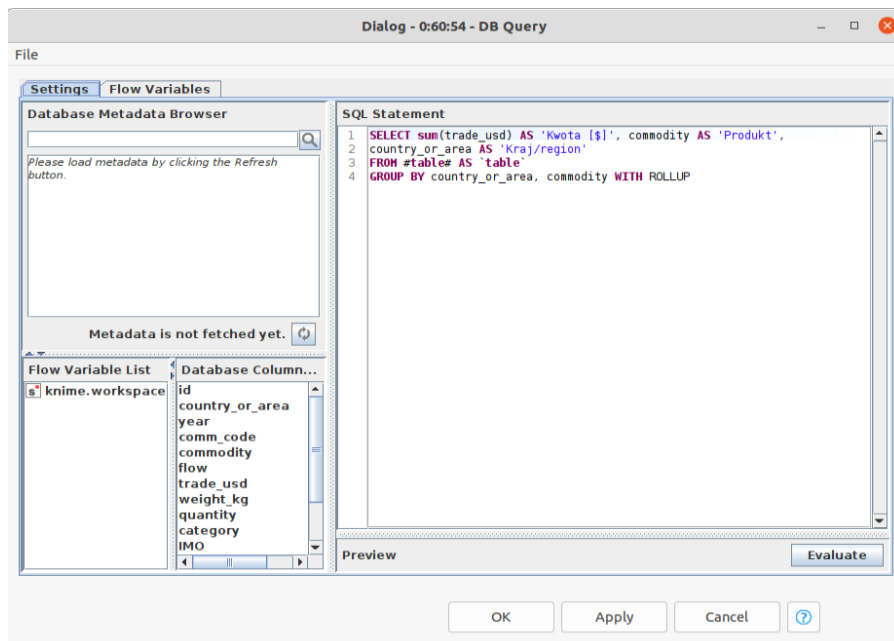 Dialog - 0:60:54 - DB Query
File
Settings Flow Variables
Database Metadata Browser
Please load metadata by clicking the Refresh
button.
Metadata is not fetched yet.
Flow Variable List
s knime.workspace
Database Column...
id
country_or_area
year
comm_code
commodity
flow
trade_usd
weight_kg
quantity
category
IMO
SQL Statement
1 SELECT sum(trade_usd) AS 'Kwota [$]', commodity AS 'Produkt',
2 country_or_area AS 'Kraj/region'
3 FROM #table# AS `table`
4 GROUP BY country_or_area, commodity WITH ROLLUP
Preview
Evaluate
OK Apply Cancel ?